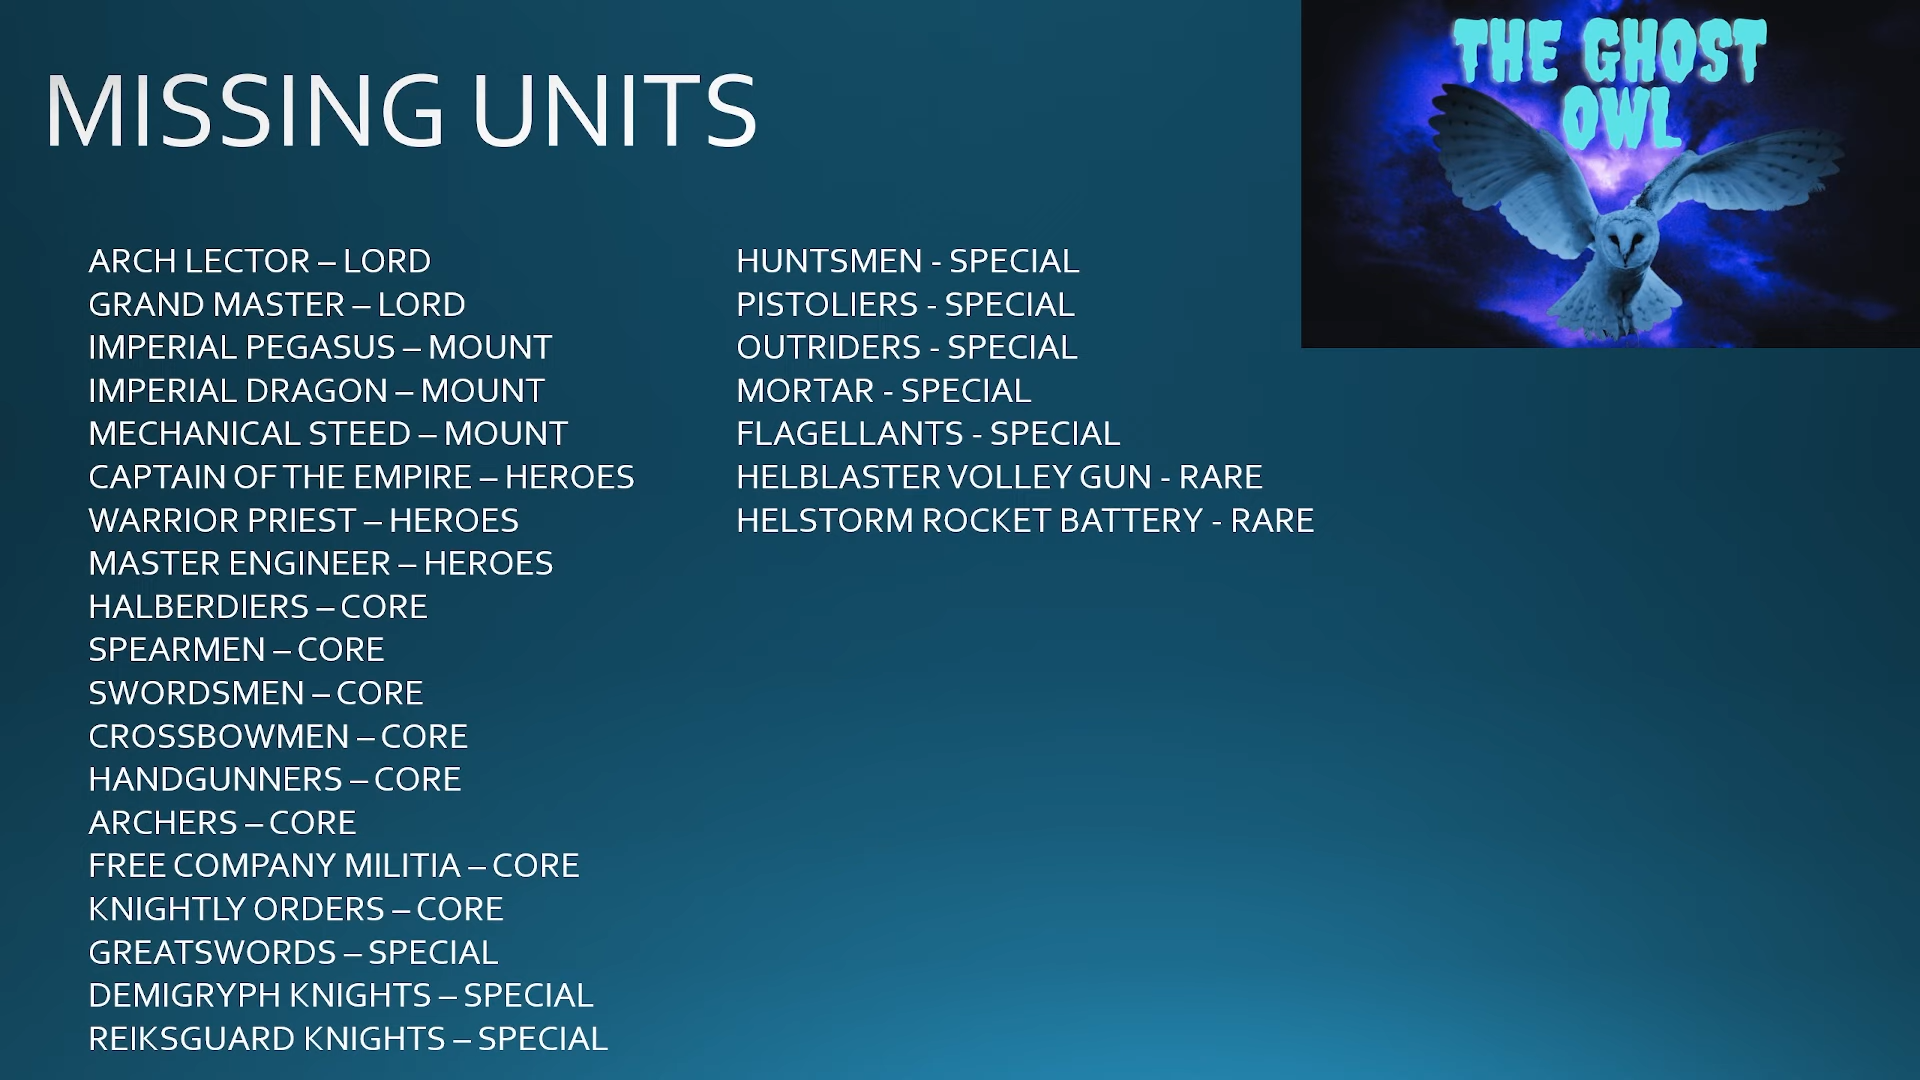 MISSING UNITS
ARCH LECTOR – LORD
GRAND MASTER – LORD
IMPERIAL PEGASUS – MOUNT
IMPERIAL DRAGON – MOUNT
MECHANICAL STEED – MOUNT
CAPTAIN OF THE EMPIRE – HEROES
WARRIOR PRIEST – HEROES
MASTER ENGINEER – HEROES
HALBERDIERS – CORE
SPEARMEN – CORE
SWORDSMEN – CORE
CROSSBOWMEN – CORE
HANDGUNNERS – CORE
ARCHERS – CORE
FREE COMPANY MILITIA – CORE
KNIGHTLY ORDERS – CORE
GREATSWORDS – SPECIAL
DEMIGRYPH KNIGHTS – SPECIAL
REIKSGUARD KNIGHTS – SPECIAL
HUNTSMEN - SPECIAL
PISTOLIERS - SPECIAL
OUTRIDERS - SPECIAL
MORTAR - SPECIAL
FLAGELLANTS - SPECIAL
HELBLASTER VOLLEY GUN - RARE
HELSTORM ROCKET BATTERY - RARE
THE GHOST
OWL